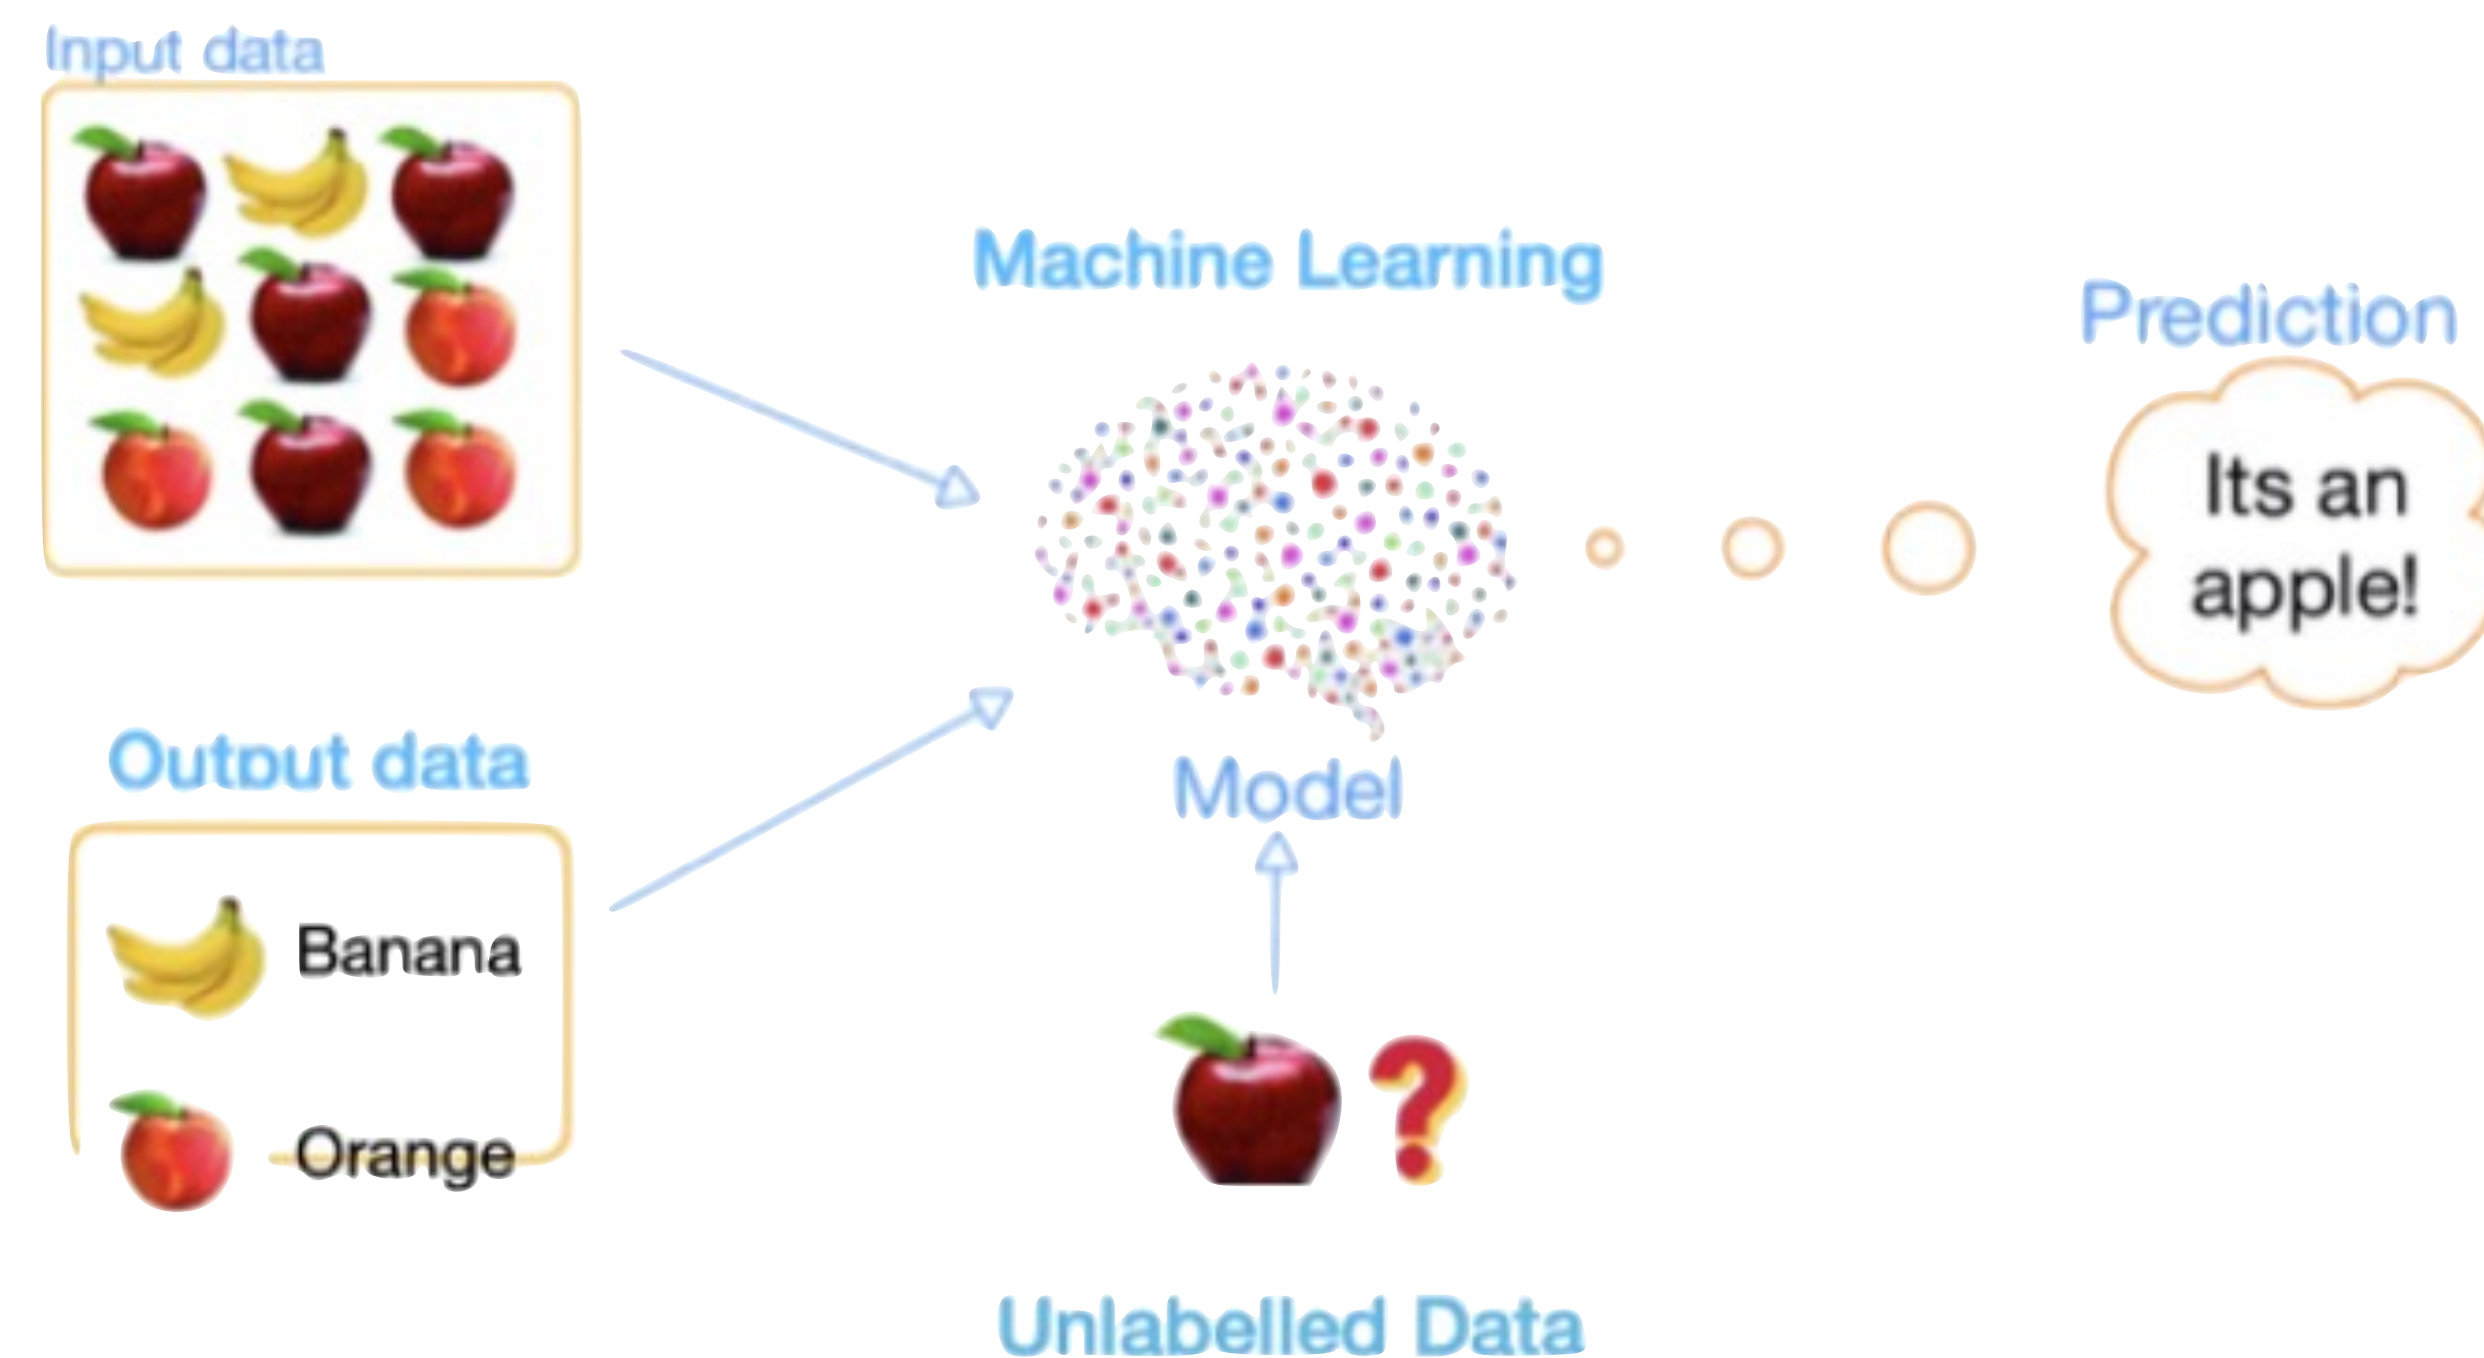 Input data
Machine Learning
Prediction
Its an
apple!
Output data
Model
Banana
Orange
Unlabelled Data